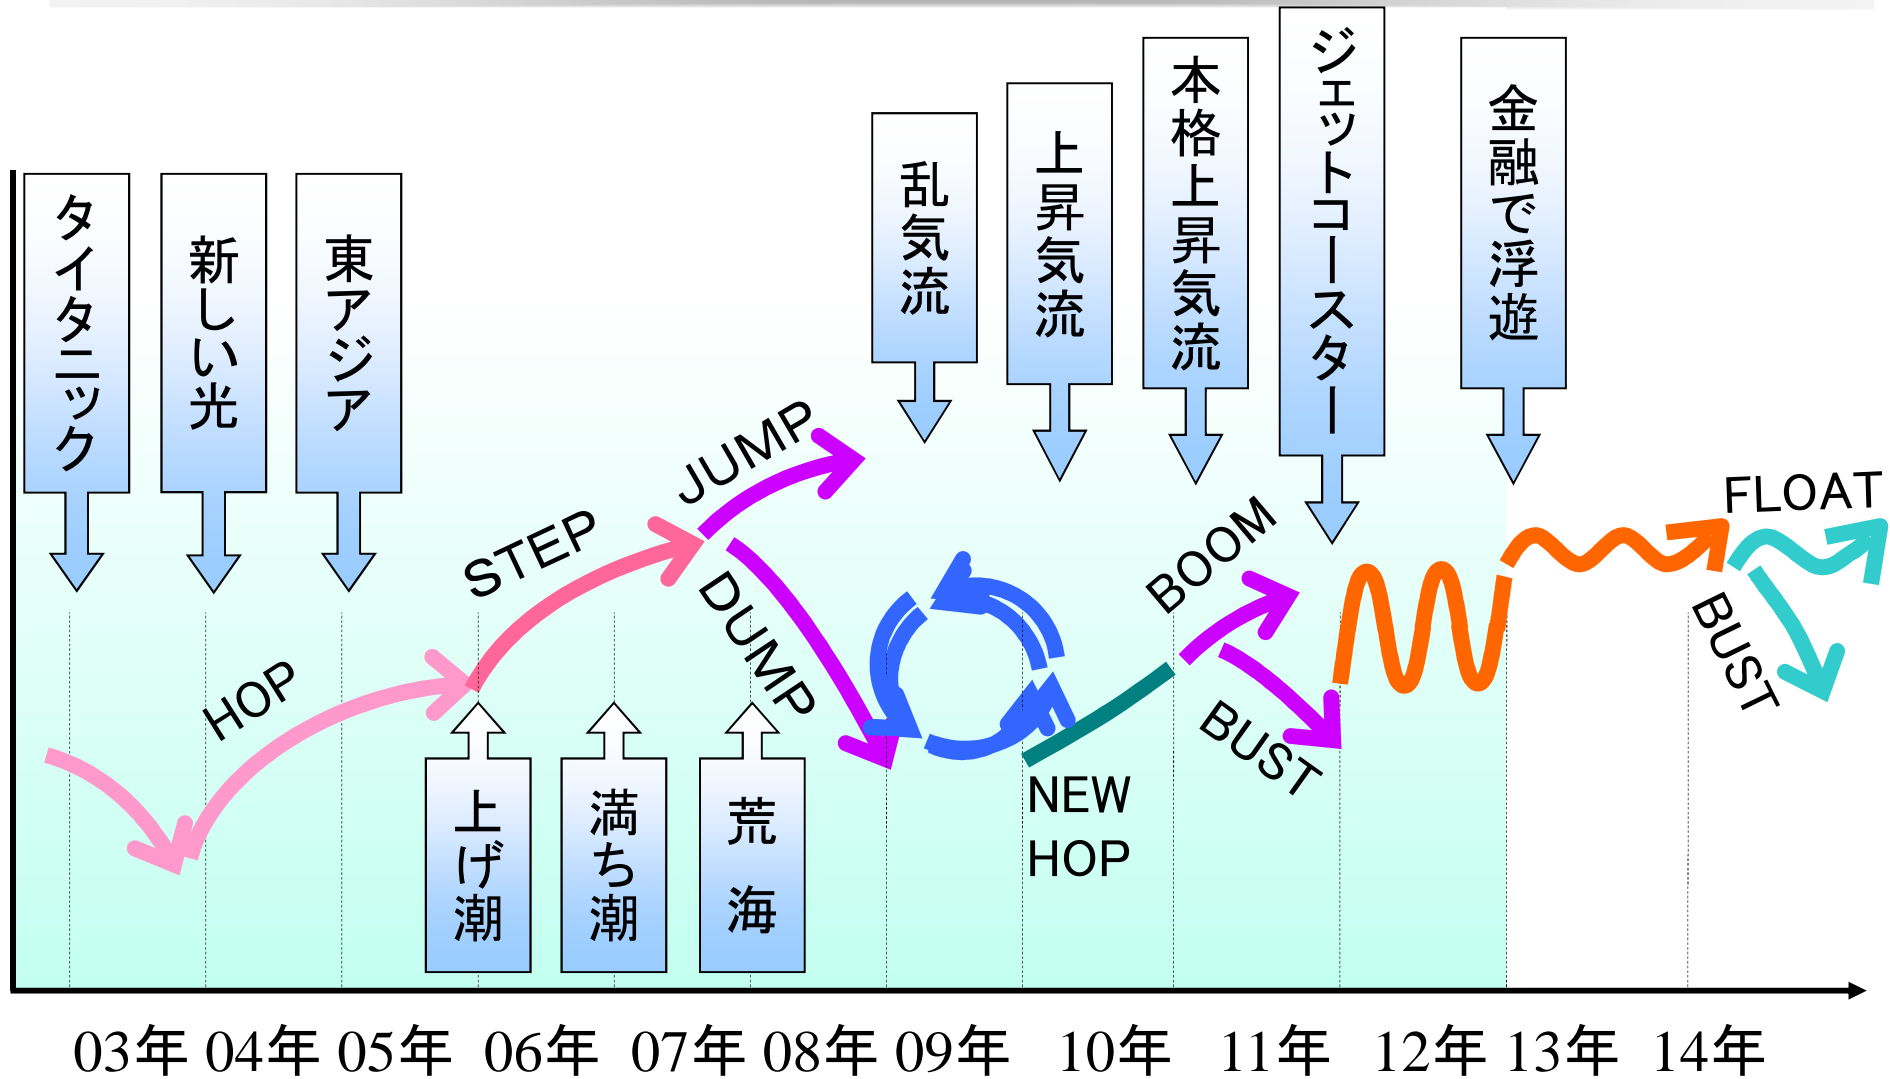 タイタニック
新しい光
東アジア
乱気流
上昇気流
本格上昇気流
ジェットコースター
金融で浮遊
HOP
STEP
JUMP
DUMP
NEW
HOP
BOOM
BUST
FLOAT
BUST
上げ潮
満ち潮
荒海
03年 04年 05年 06年 07年 08年 09年 10年 11年 12年 13年 14年